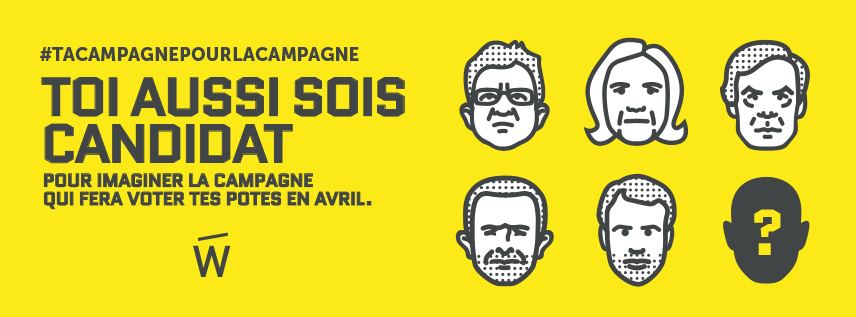 #TACAMPAGNEPOURLACAMPAGNE
TOI AUSSI SOIS
CANDIDAT
POUR IMAGINER LA CAMPAGNE
QUI FERA VOTER TES POTES EN AVRIL.
W
?